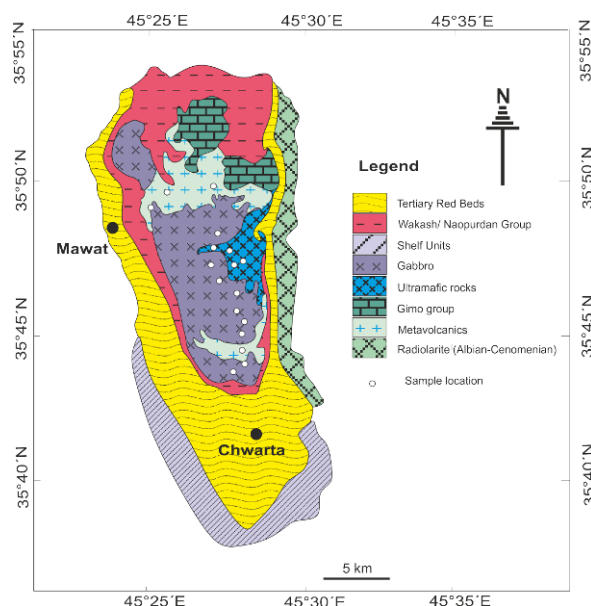 45°25´E 45°30´E 45°35´E
35°55´N 35°55´N
N
35°50´N 35°50´N
Legend
Tertiary Red Beds
Wakash/ Naopurdan Group
Shelf Units
Gabbro
Ultramafic rocks
Gimo group
Metavolcanics
Radiolarite (Albian-Cenomenian)
Sample location
Mawat
35°45´N 35°45´N
Chwarta
35°40´N 35°40´N
5 km
45°25´E 45°30´E 45°35´E